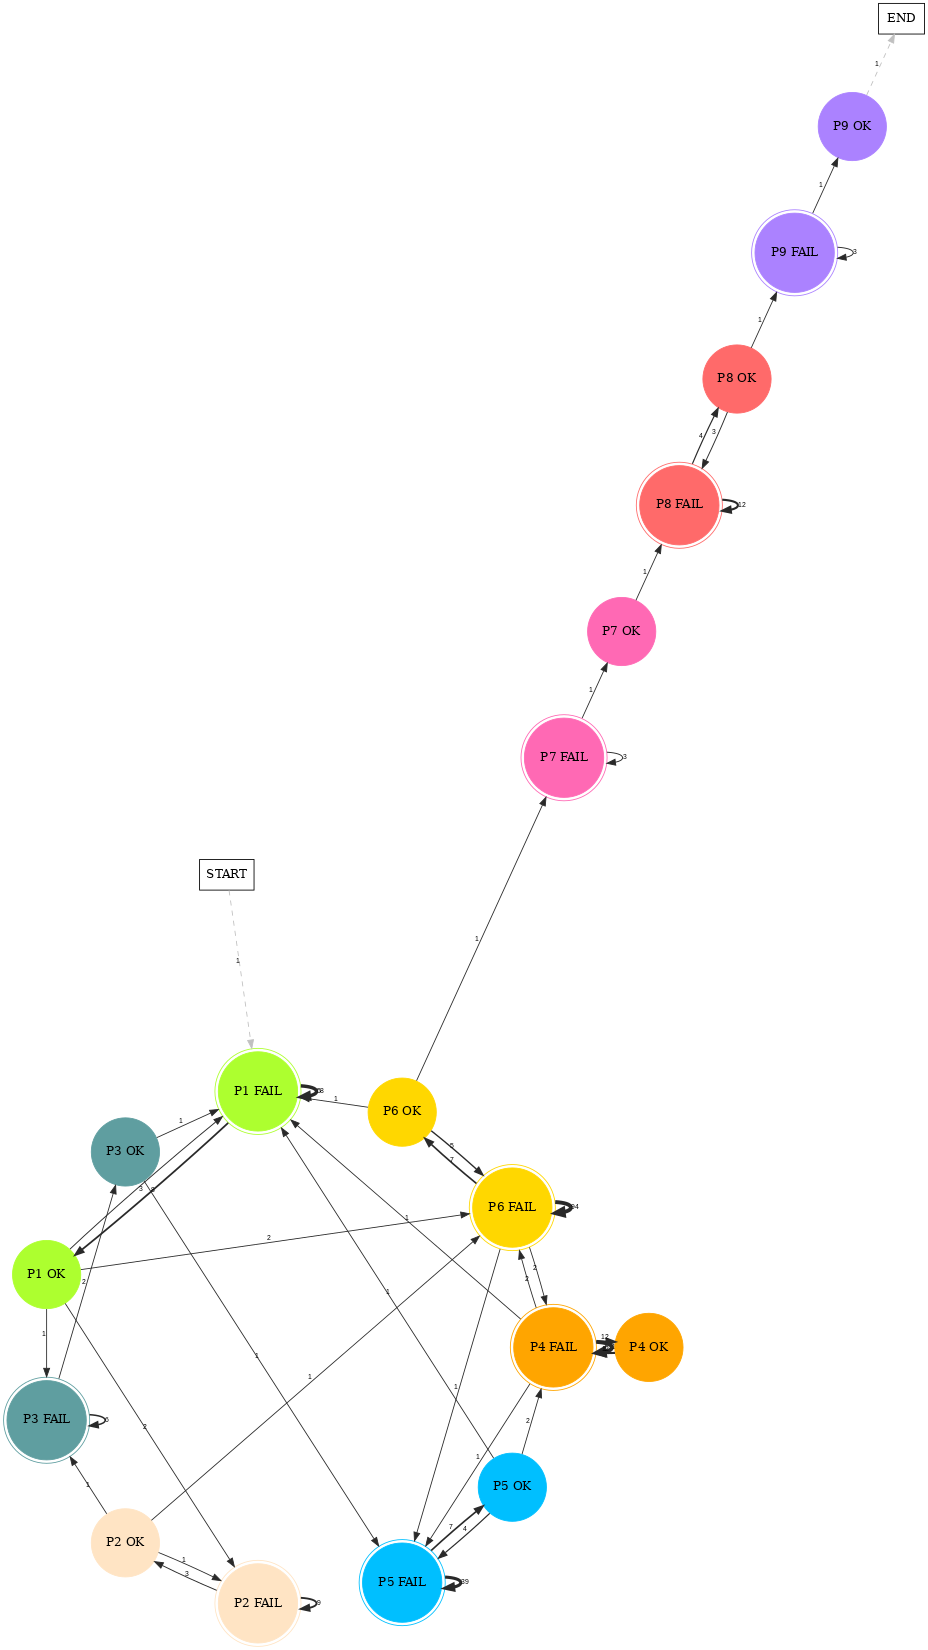 END
1
P9 OK
1
P9 FAIL
3
1
P8 OK
4
3
P8 FAIL
12
1
P7 OK
1
P7 FAIL
3
START
1
1
P1 FAIL
1
P6 OK
1
P3 OK
5
7
3
P6 FAIL
1
2
P1 OK
2
2
2
1
1
12
P4 FAIL
P4 OK
1
1
1
P3 FAIL
6
2
2
1
P5 OK
1
7
4
P2 OK
1
3
P5 FAIL
39
P2 FAIL
9